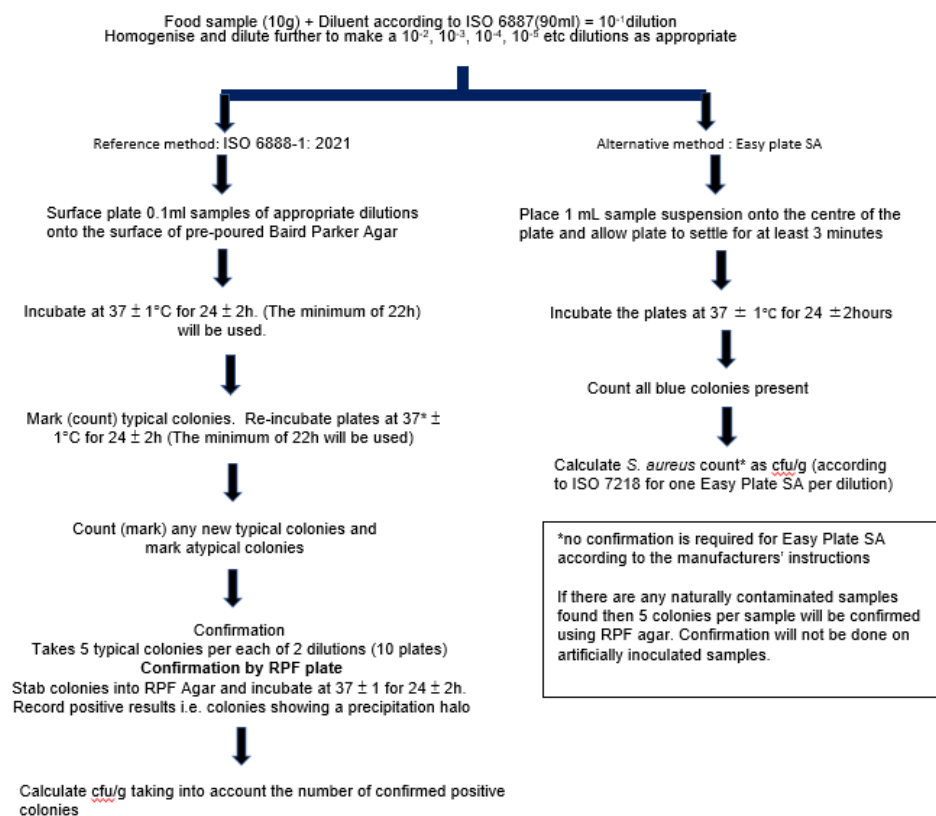 Food sample (10g) + Diluent according to ISO 6887(90ml) = 10-1dilution
Homogenise and dilute further to make a 10-2, 10-3, 10-4, 10-5 etc dilutions as appropriate
Reference method: ISO 6888-1: 2021
Surface plate 0.1ml samples of appropriate dilutions
onto the surface of pre-poured Baird Parker Agar
Incubate at 37 ± 1°C for 24 ± 2h. (The minimum of 22h)
will be used.
Mark (count) typical colonies. Re-incubate plates at 37* ±
1°C for 24 ± 2h (The minimum of 22h will be used)
Count (mark) any new typical colonies and
mark atypical colonies
Confirmation
Takes 5 typical colonies per each of 2 dilutions (10 plates)
Confirmation by RPF plate
Stab colonies into RPF Agar and incubate at 37 ± 1 for 24 ± 2h.
Record positive results i.e. colonies showing a precipitation halo
Calculate cfu/g taking into account the number of confirmed positive
colonies
Alternative method : Easy plate SA
Place 1 mL sample suspension onto the centre of the
plate and allow plate to settle for at least 3 minutes
Incubate the plates at 37 ± 1°C for 24 ±2hours
Count all blue colonies present
Calculate S. aureus count* as cfu/g (according
to ISO 7218 for one Easy Plate SA per dilution)
*no confirmation is required for Easy Plate SA
according to the manufacturers' instructions
If there are any naturally contaminated samples
found then 5 colonies per sample will be confirmed
using RPF agar. Confirmation will not be done on
artificially inoculated samples.